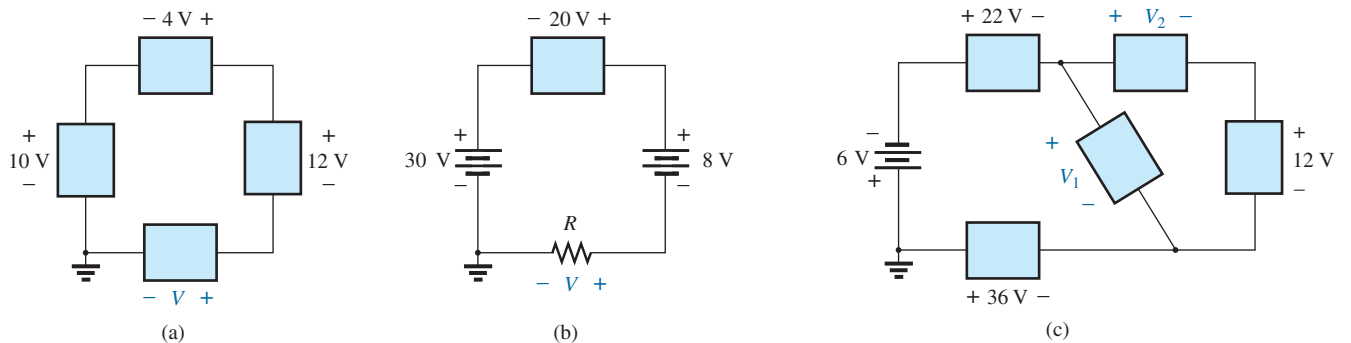 − 4 V +
+
10 V
−
+
12 V
−
− V +
(a)
− 20 V +
+
30 V
−
+
8 V
−
R
− V +
(b)
+ 22 V −
+ V2 −
−
6 V
+
+
V1
−
+
12 V
−
+ 36 V −
(c)